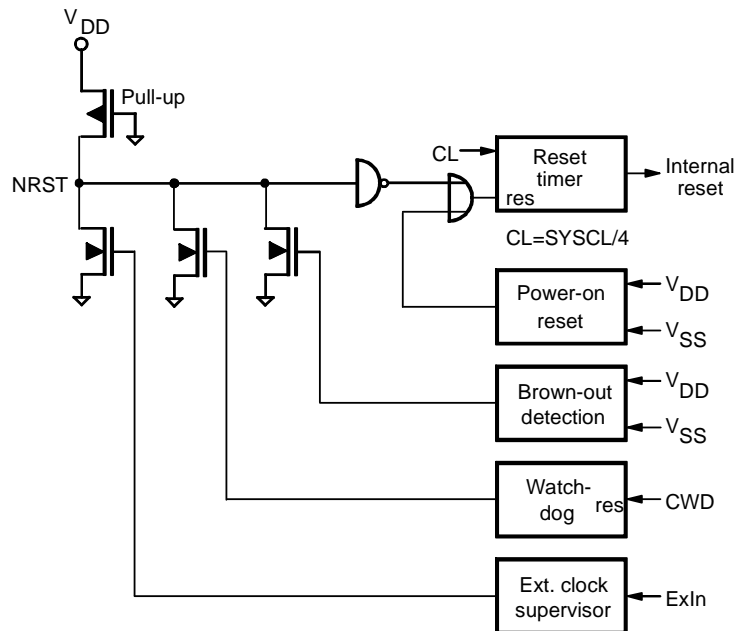 VDD
Pull-up
NRST
CL
Reset
timer
res
Internal
reset
CL=SYSCL/4
Power-on
reset
VDD
VSS
Brown-out
detection
VDD
VSS
Watch-
dog
res
CWD
Ext. clock
supervisor
ExIn